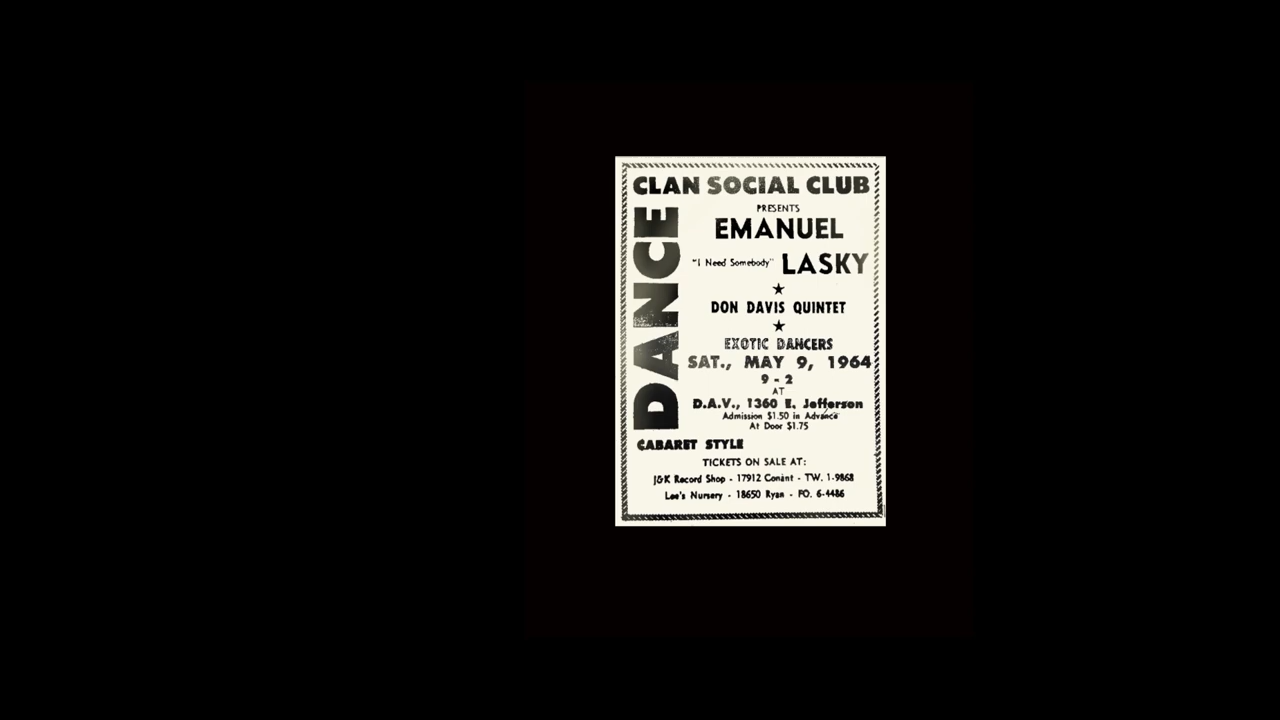 CLAN SOCIAL CLUB
DANCE
PRESENTS
EMANUEL
"I Need Somebody" LASKY
DON DAVIS QUINTET
EXOTIC DANCERS
SAT., MAY 9, 1964
9 - 2
AT
D.A.V., 1360 E. Jefferson
Admission $1.50 in Advance
At Door $1.75
CABARET STYLE
TICKETS ON SALE AT:
J&K Record Shop - 17912 Conant - TW. 1-9868
Lee's Nursery - 18650 Ryan - PO. 6-4486